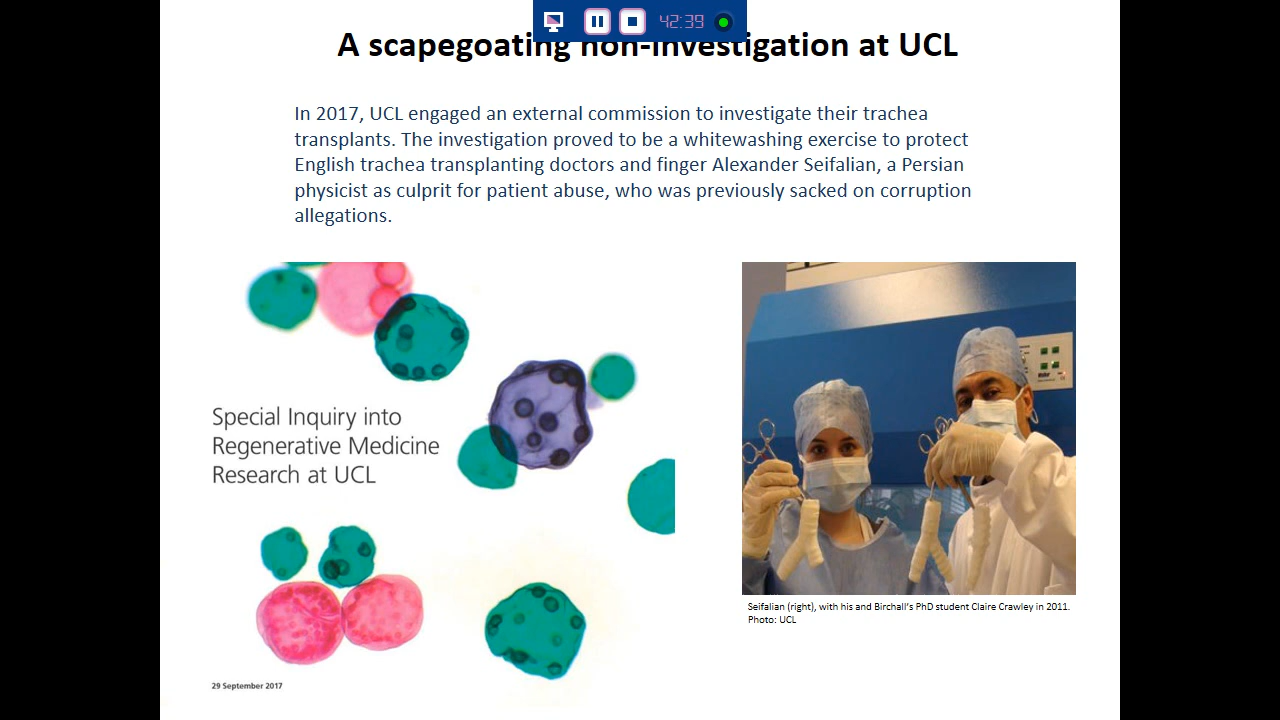 42:39
A scapegoating non-investigation at UCL
In 2017, UCL engaged an external commission to investigate their trachea
transplants. The investigation proved to be a whitewashing exercise to protect
English trachea transplanting doctors and finger Alexander Seifalian, a Persian
physicist as culprit for patient abuse, who was previously sacked on corruption
allegations.
Special Inquiry into
Regenerative Medicine
Research at UCL
29 September 2017
Seifalian (right), with his and Birchall's PhD student Claire Crawley in 2011.
Photo: UCL